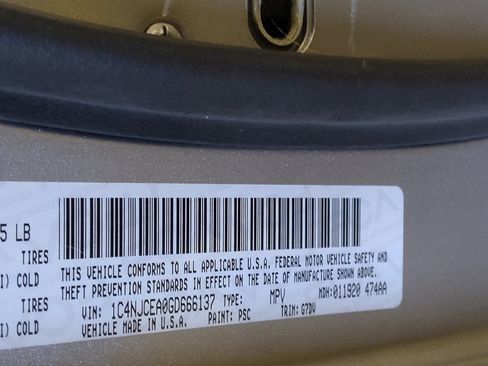 5 LB
TIRES
I) COLD
TIRES
I) COLD
THIS VEHICLE CONFORMS TO ALL APPLICABLE U.S.A. FEDERAL MOTOR VEHICLE SAFETY AND
THEFT PREVENTION STANDARDS IN EFFECT ON THE DATE OF MANUFACTURE SHOWN ABOVE.
VIN: 1C4NJCEA0GD666137 TYPE: MPV MDH:011920 474AA
VEHICLE MADE IN U.S.A. PAINT: PSC TRIM: G7DV